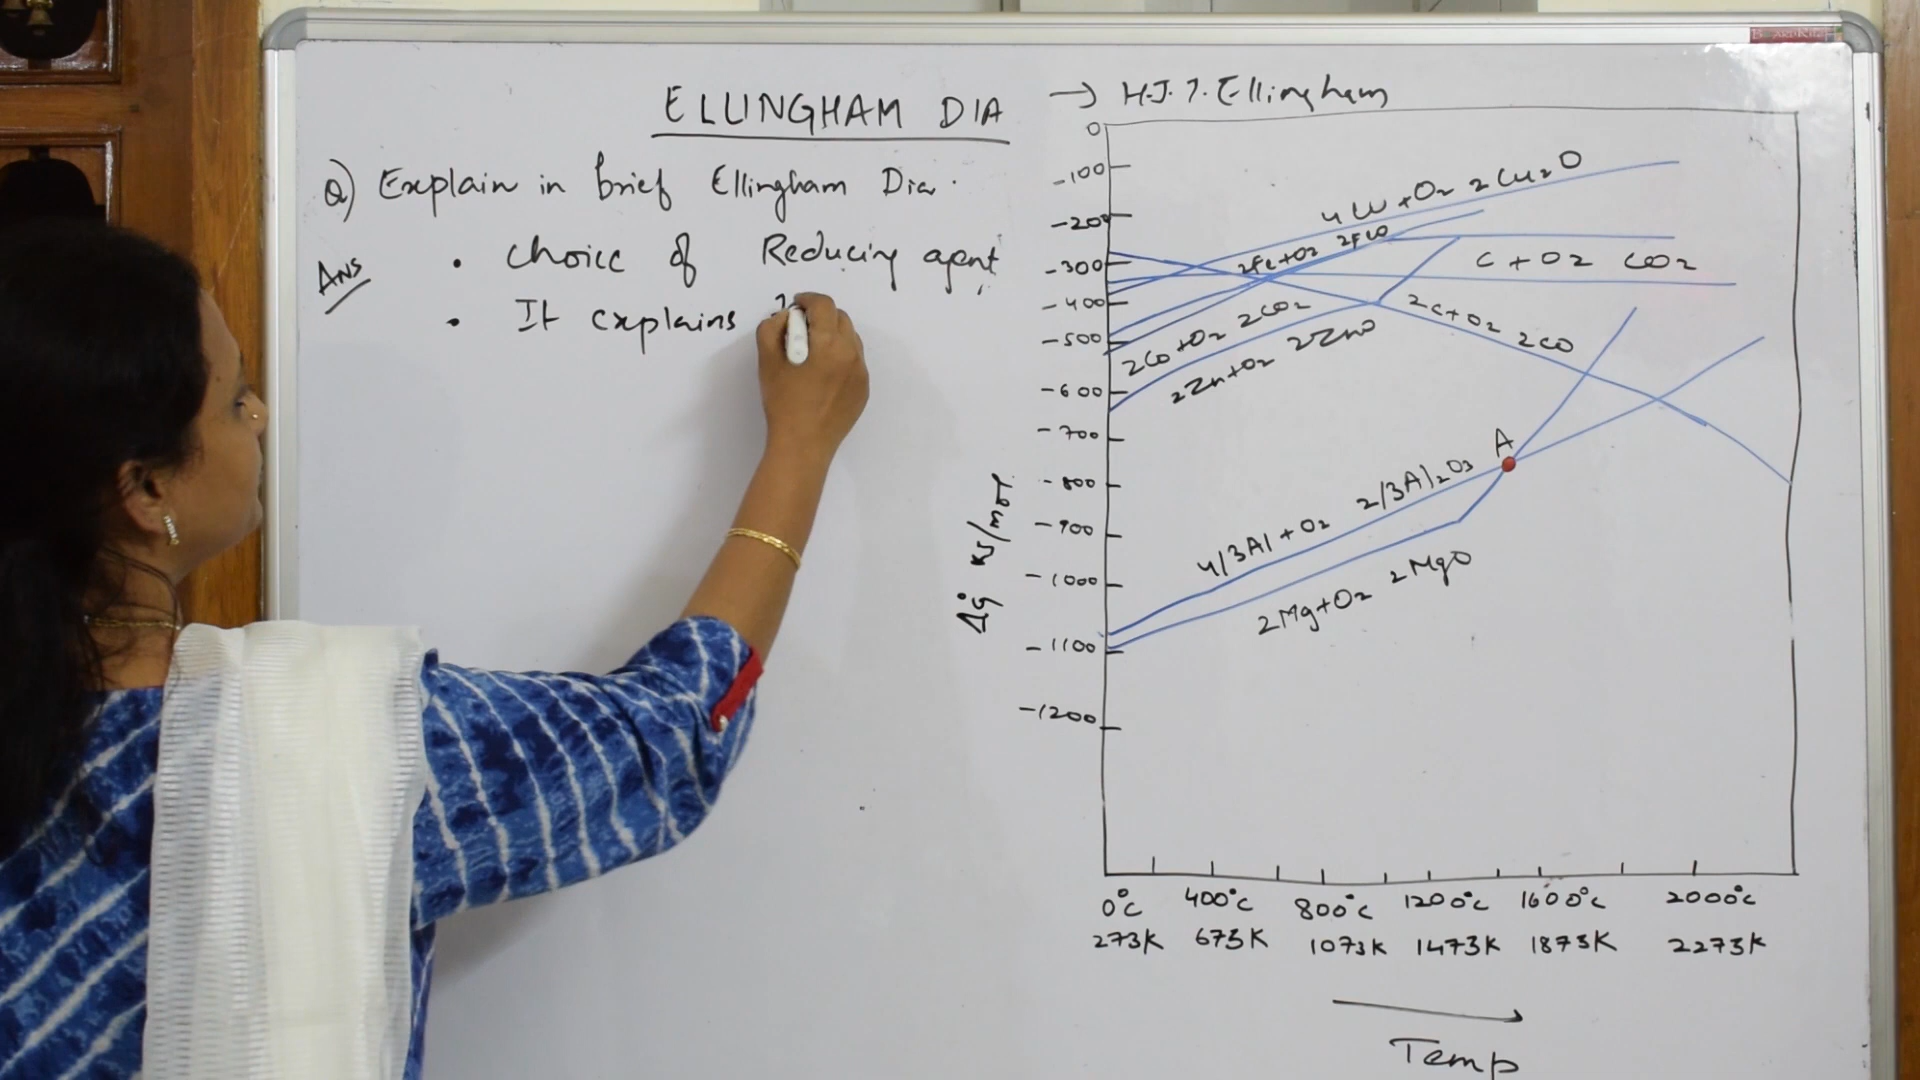 ELLINGHAM DIA
→ H.J.T. Ellingham
Q) Explain in brief Ellingham Dia.
Ans
• Choice of Reducing agent,
• It explains
0
-100
-200
-300
-400
-500
-600
-700
-800
-900
-1000
-1100
-1200
ΔG° KJ/mol
4Cu+O2 2Cu2O
2Fe+O2 2FeO
C+O2 CO2
2C+O2 2CO
2CO+O2 2CO2
2Zn+O2 2ZnO
A
4/3Al+O2 2/3Al2O3
2Mg+O2 2MgO
0°C 400°C 800°C 1200°C 1600°C 2000°C
273K 673K 1073K 1473K 1873K 2273K
Temp